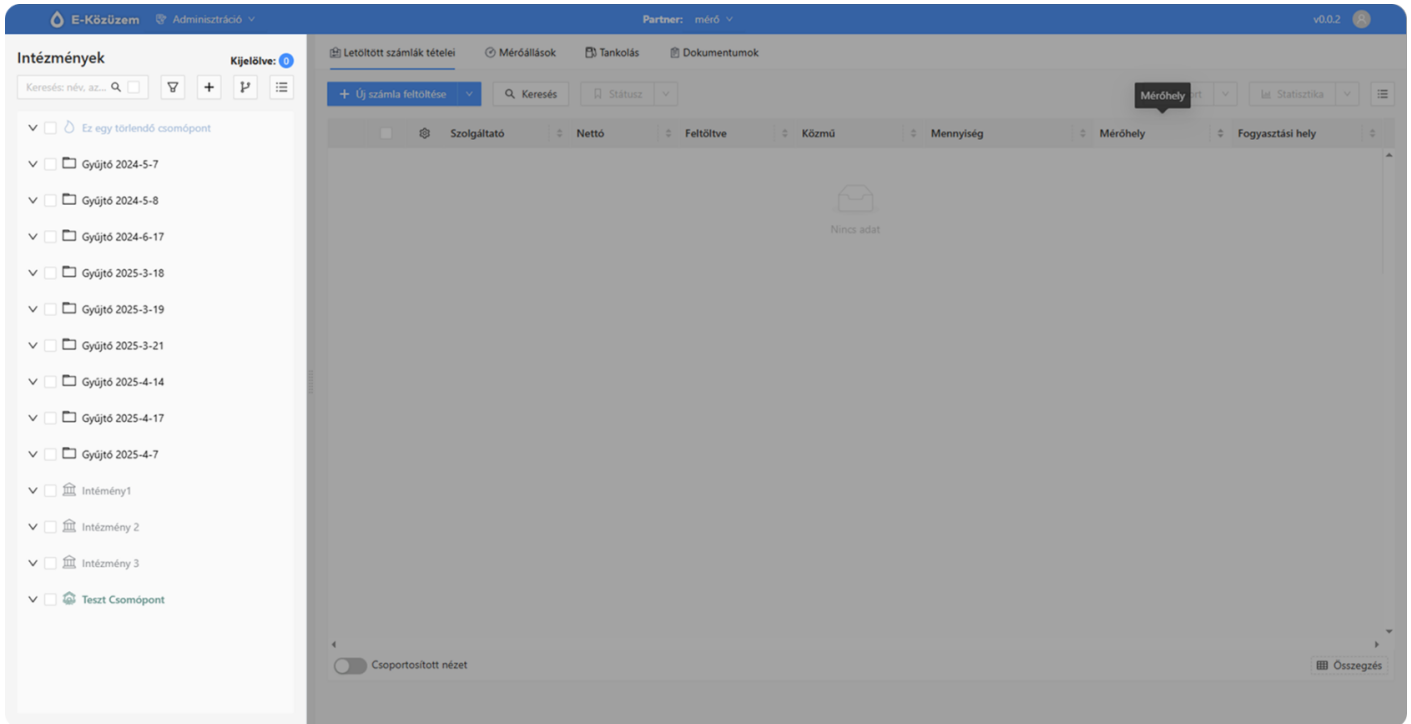 E-Közüzem Adminisztráció Partner: mérő v0.0.2
Intézmények Kijelölve: 0
Keresés: név, az...
Ez egy törlendő csomópont
Gyűjtő 2024-5-7
Gyűjtő 2024-5-8
Gyűjtő 2024-6-17
Gyűjtő 2025-3-18
Gyűjtő 2025-3-19
Gyűjtő 2025-3-21
Gyűjtő 2025-4-14
Gyűjtő 2025-4-17
Gyűjtő 2025-4-7
Intémény1
Intézmény 2
Intézmény 3
Teszt Csomópont
Letöltött számlák tételei Mérőállások Tankolás Dokumentumok
Új számla feltöltése Keresés Státusz Mérőhely Statisztika
Szolgáltató Nettó Feltöltve Közmű Mennyiség Mérőhely Fogyasztási hely
Nincs adat
Csoportosított nézet Összegzés